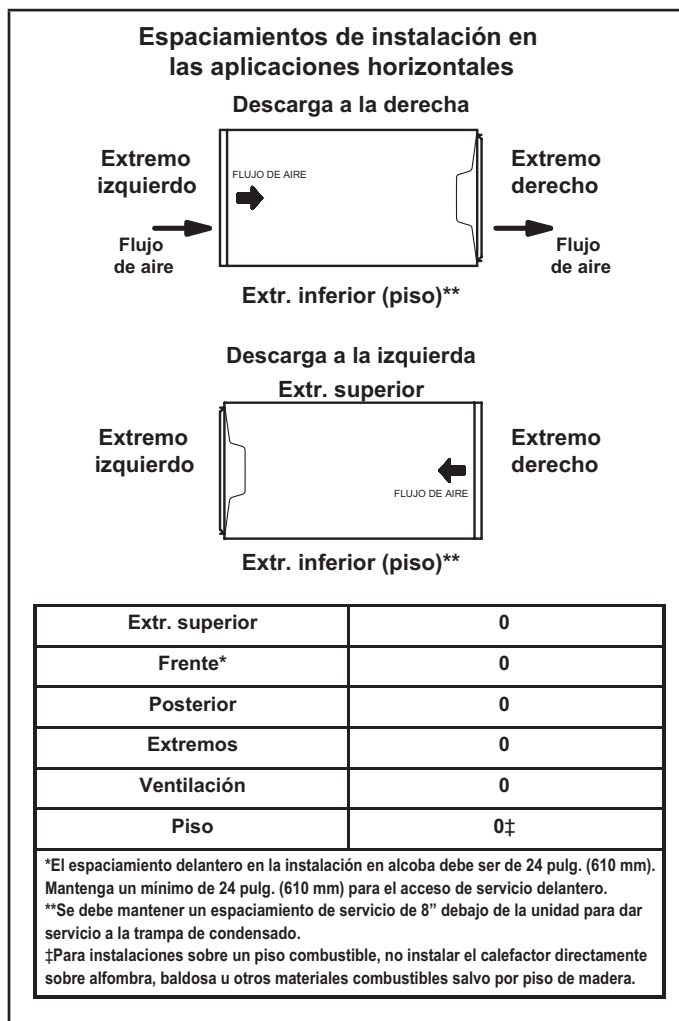 Espaciamientos de instalación en
las aplicaciones horizontales
Descarga a la derecha
Extremo
izquierdo
FLUJO DE AIRE
Extremo
derecho
Flujo
de aire
Flujo
de aire
Extr. inferior (piso)**
Descarga a la izquierda
Extr. superior
Extremo
izquierdo
Extremo
derecho
FLUJO DE AIRE
Extr. inferior (piso)**
Extr. superior 0
Frente* 0
Posterior 0
Extremos 0
Ventilación 0
Piso 0‡
*El espaciamiento delantero en la instalación en alcoba debe ser de 24 pulg. (610 mm).
Mantenga un mínimo de 24 pulg. (610 mm) para el acceso de servicio delantero.
**Se debe mantener un espaciamiento de servicio de 8” debajo de la unidad para dar
servicio a la trampa de condensado.
‡Para instalaciones sobre un piso combustible, no instalar el calefactor directamente
sobre alfombra, baldosa u otros materiales combustibles salvo por piso de madera.